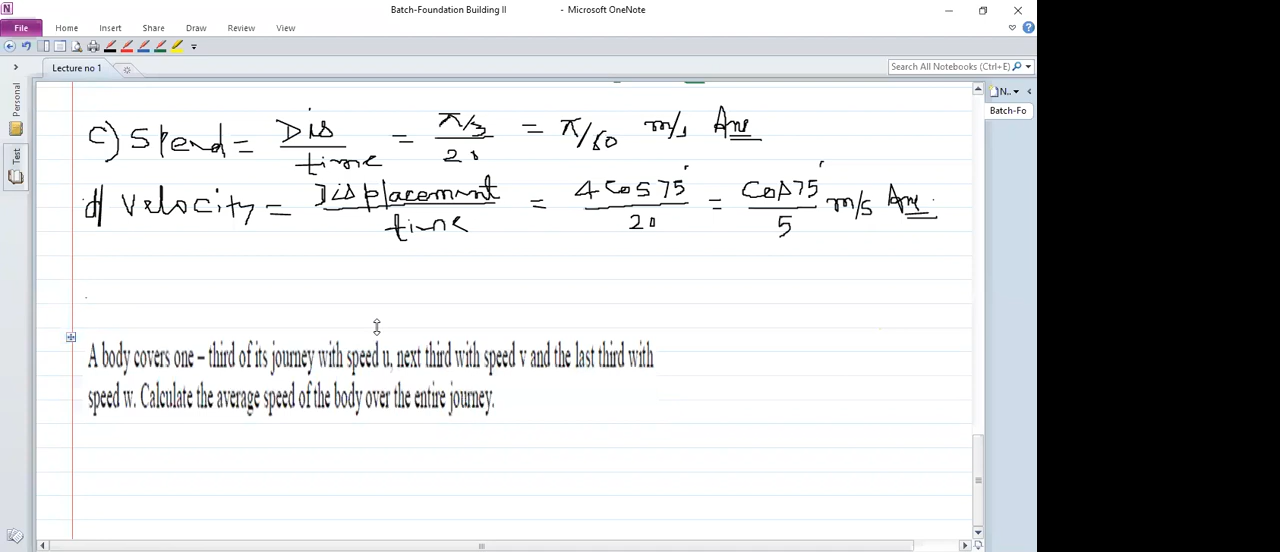 Batch-Foundation Building II - Microsoft OneNote
File Home Insert Share Draw Review View
Lecture no 1
Search All Notebooks (Ctrl+E)
N..
Batch-Fo
Personal
Test
c) Speed = Dis/time = π/3/20 = π/60 m/s Ans
d) Velocity = Displacement/time = 4 Cos 75°/20 = Cos 75°/5 m/s Ans
A body covers one – third of its journey with speed u, next third with speed v and the last third with
speed w. Calculate the average speed of the body over the entire journey.